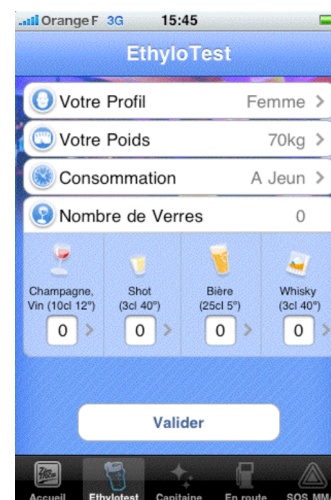 Orange F 3G 15:45
EthyloTest
Votre Profil Femme >
Votre Poids 70kg >
Consommation A Jeun >
Nombre de Verres 0
Champagne, Shot Bière Whisky
Vin (10cl 12°) (3cl 40°) (25cl 5°) (3cl 40°)
0 > 0 > 0 > 0 >
Valider
Accueil Ethylotest Capitaine En route SOS MM